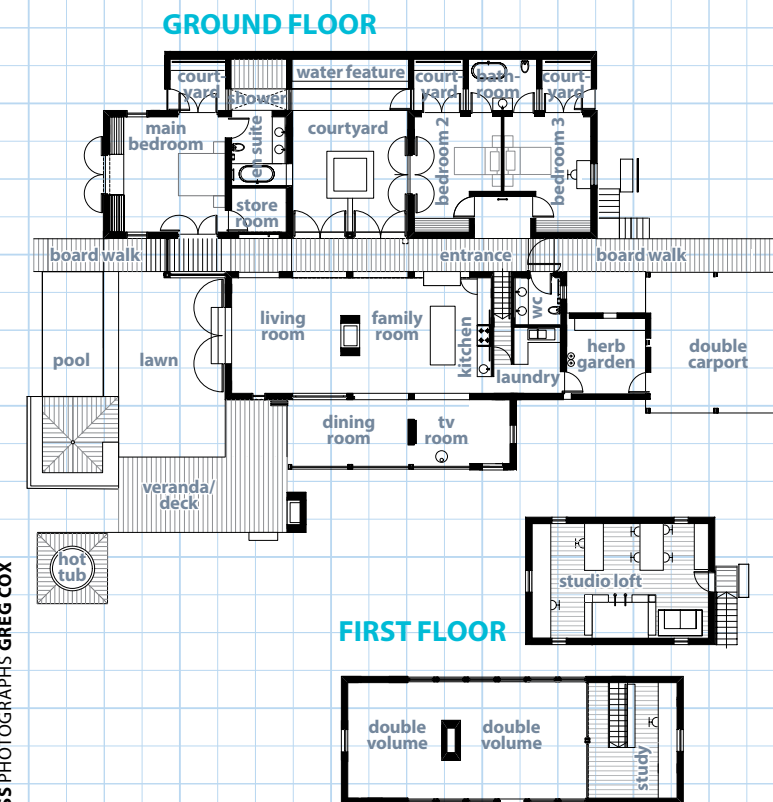 GROUND FLOOR
court-
yard
shower
water feature
court-
yard
bath-
room
court-
yard
main
bedroom
en suite
courtyard
bedroom 2
bedroom 3
store
room
board walk
entrance
board walk
living
room
family
room
kitchen
wc
laundry
herb
garden
double
carport
pool
lawn
dining
room
tv
room
veranda/
deck
hot
tub
studio loft
FIRST FLOOR
double
volume
double
volume
study
PHOTOGRAPHS GREG COX